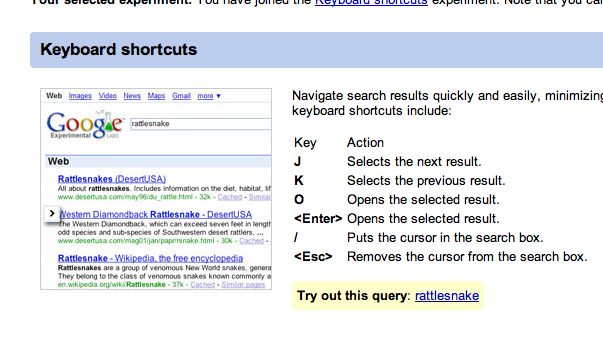 Your selected experiment: You have joined the Keyboard shortcuts experiment. Note that you can
Keyboard shortcuts
Web Images Video News Maps Gmail more ▼
Google
Experimental LABS
rattlesnake
Web
Rattlesnakes (DesertUSA)
All about rattlesnakes. Includes information on the diet, habitat, lif
www.desertusa.com/may96/du_rattle.html - 32k - Cached - Similar
> Western Diamondback Rattlesnake - DesertUSA
The Western Diamondback, which can exceed seven feet in length
odd species and sub-species of Southwestern desert rattlers, ...
www.desertusa.com/mag01/jan/papr/rsnake.html - 30k - Cached -
Rattlesnake - Wikipedia, the free encyclopedia
Rattlesnakes are a group of venomous New World snakes, genera
They belong to the class of venomous snakes known commonly a
en.wikipedia.org/wiki/Rattlesnake - 37k - Cached - Similar pages
Navigate search results quickly and easily, minimizing
keyboard shortcuts include:
Key Action
J Selects the next result.
K Selects the previous result.
O Opens the selected result.
<Enter> Opens the selected result.
/ Puts the cursor in the search box.
<Esc> Removes the cursor from the search box.
Try out this query: rattlesnake